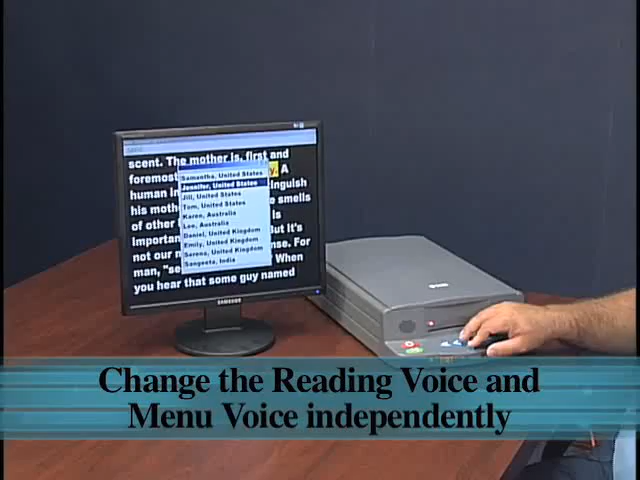 scent. The mother is, first and
foremost
y. A
human in
nguish
his moth
e smells
of other
is
importan
But it's
not our
nse. For
man, "se
When
you hear that some guy named
Samantha, United States
Jennifer, United States
Jill, United States
Tom, United States
Karen, Australia
Lee, Australia
Daniel, United Kingdom
Emily, United Kingdom
Serena, United Kingdom
Sangeeta, India
SAMSUNG
Change the Reading Voice and
Menu Voice independently